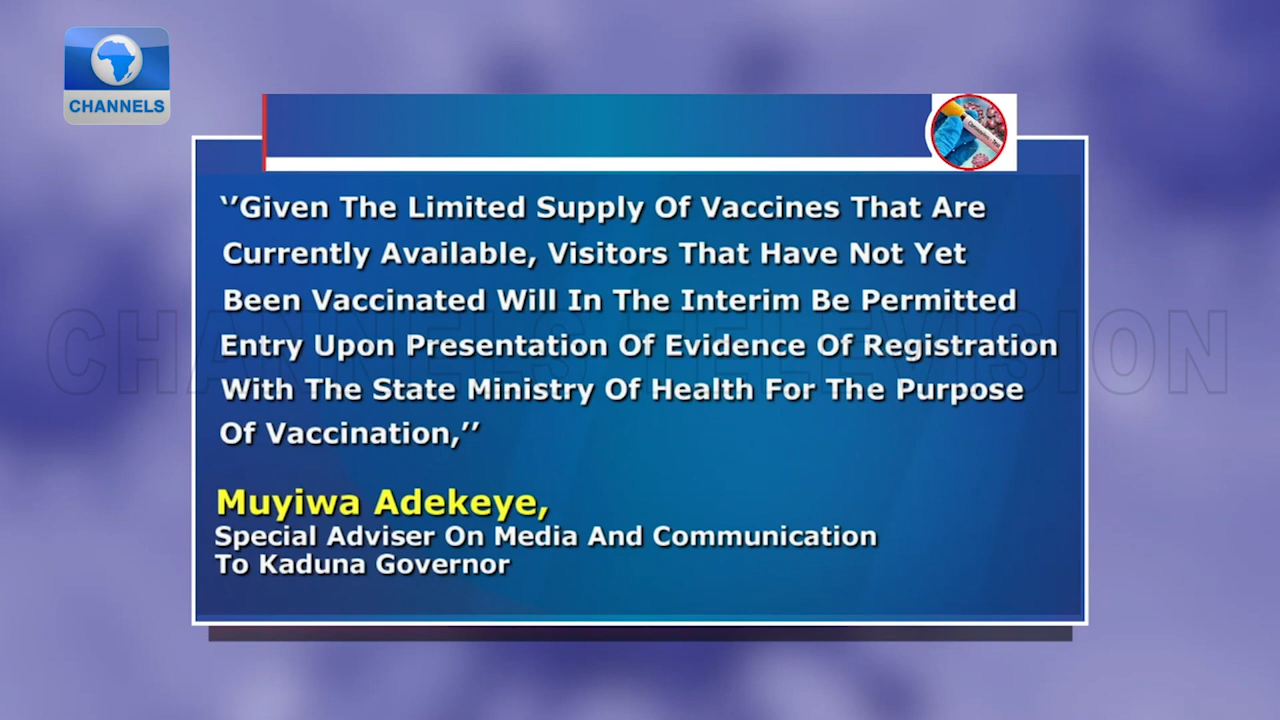 CHANNELS
‘’Given The Limited Supply Of Vaccines That Are
Currently Available, Visitors That Have Not Yet
Been Vaccinated Will In The Interim Be Permitted
Entry Upon Presentation Of Evidence Of Registration
With The State Ministry Of Health For The Purpose
Of Vaccination,’’
Muyiwa Adekeye,
Special Adviser On Media And Communication
To Kaduna Governor
CHANNELS TELEVISION